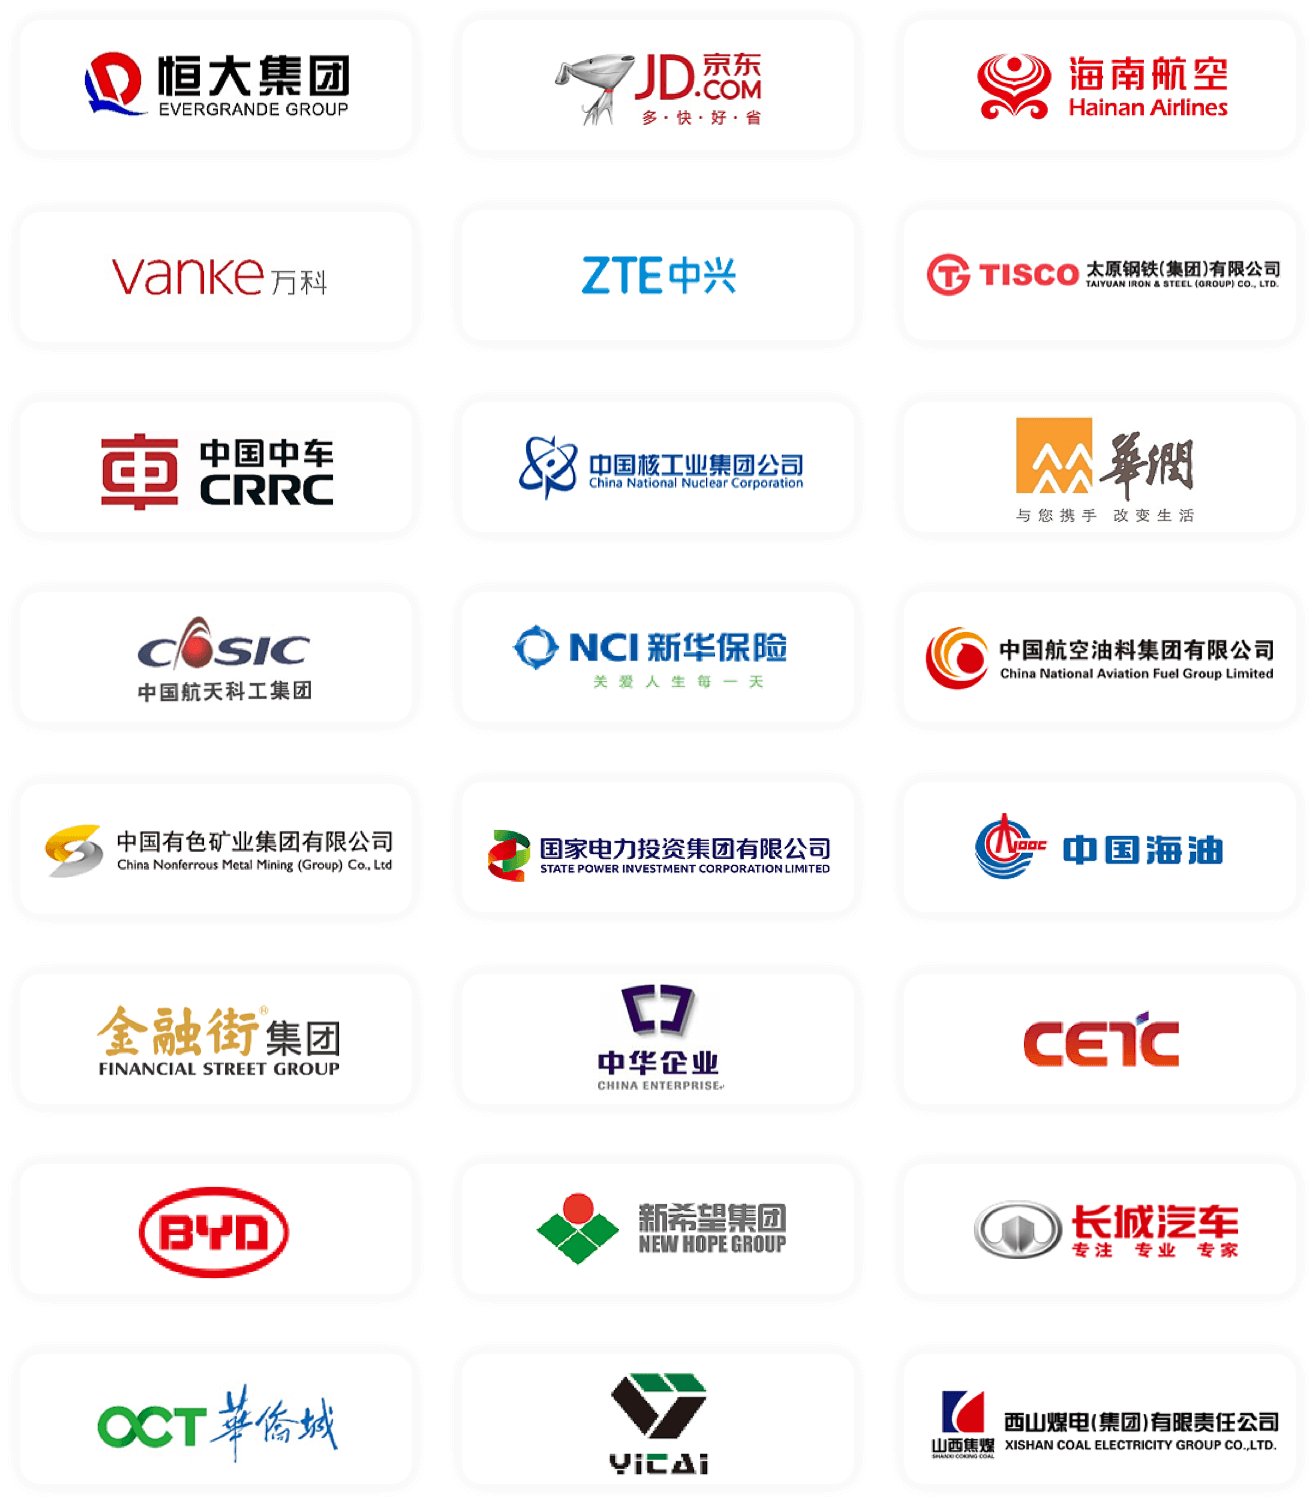 恒大集团
EVERGRANDE GROUP
JD京东
.COM
多·快·好·省
海南航空
Hainan Airlines
vanke万科
ZTE中兴
TISCO
太原钢铁(集团)有限公司
TAIYUAN IRON & STEEL (GROUP) CO., LTD.
中国中车
CRRC
中国核工业集团公司
China National Nuclear Corporation
華潤
与您携手 改变生活
CASIC
中国航天科工集团
NCI 新华保险
关爱人生每一天
中国航空油料集团有限公司
China National Aviation Fuel Group Limited
中国有色矿业集团有限公司
China Nonferrous Metal Mining (Group) Co., Ltd
国家电力投资集团有限公司
STATE POWER INVESTMENT CORPORATION LIMITED
CNOOC
中国海油
金融街®集团
FINANCIAL STREET GROUP
中华企业
CHINA ENTERPRISE
CETC
BYD
新希望集团
NEW HOPE GROUP
长城汽车
专注 专业 专家
OCT華僑城
YiCAi
山西焦煤
SHANXI COKING COAL
西山煤电(集团)有限责任公司
XISHAN COAL ELECTRICITY GROUP CO.,LTD.